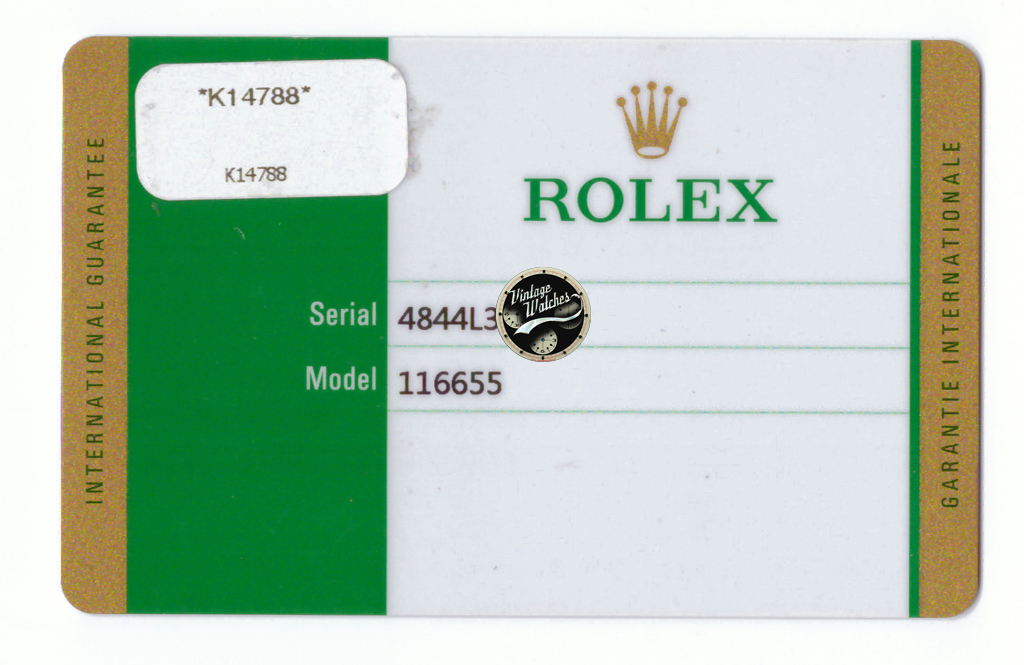 *K14788*
K14788
INTERNATIONAL GUARANTEE
ROLEX
Serial 4844L3
Vintage
Watches
Model 116655
GARANTIE INTERNATIONALE